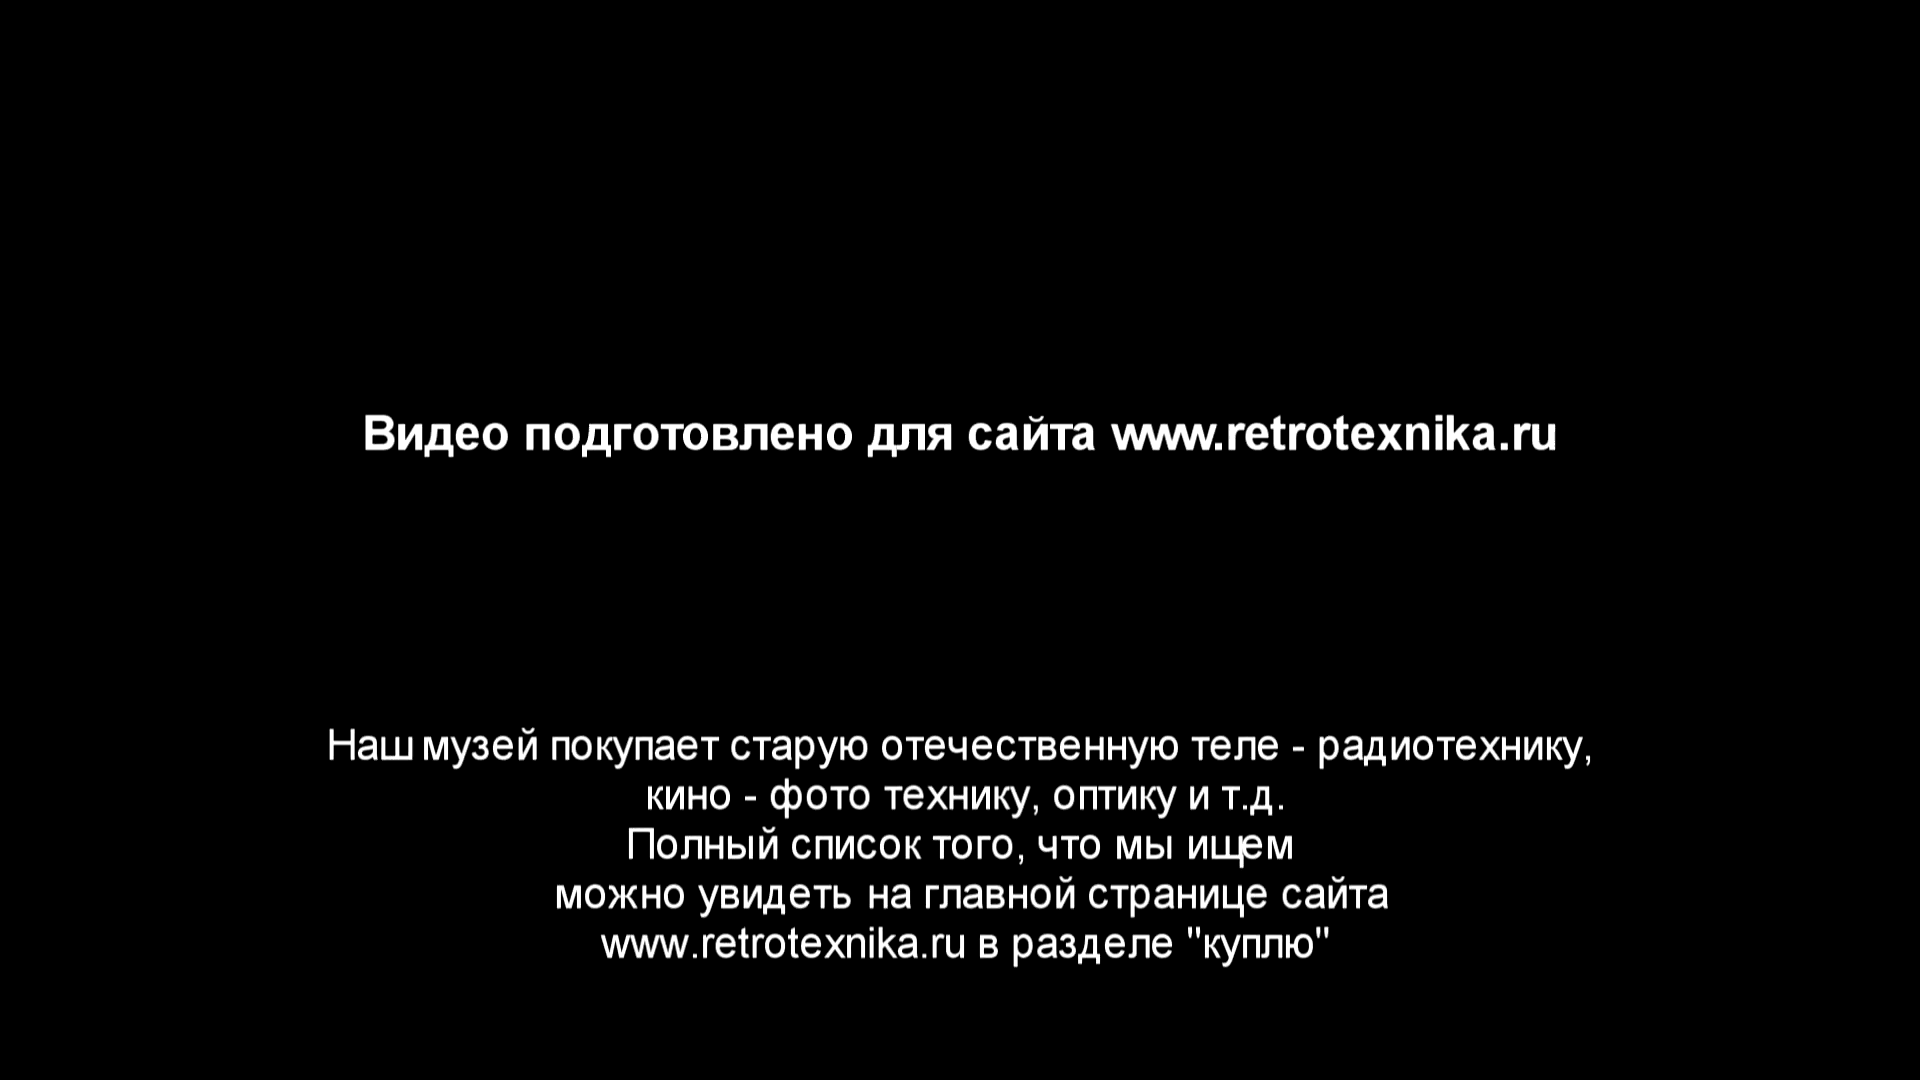 Видео подготовлено для сайта www.retrotexnika.ru
Наш музей покупает старую отечественную теле - радиотехнику,
кино - фото технику, оптику и т.д.
Полный список того, что мы ищем
можно увидеть на главной странице сайта
www.retrotexnika.ru в разделе "куплю"